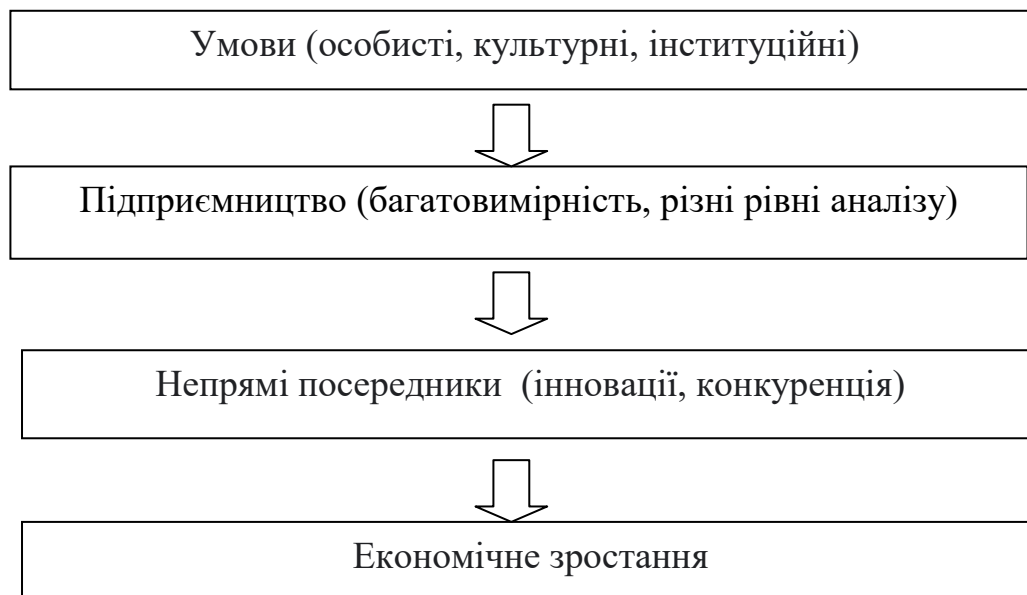 Умови (особисті, культурні, інституційні)
Підприємництво (багатовимірність, різні рівні аналізу)
Непрямі посередники (інновації, конкуренція)
Економічне зростання